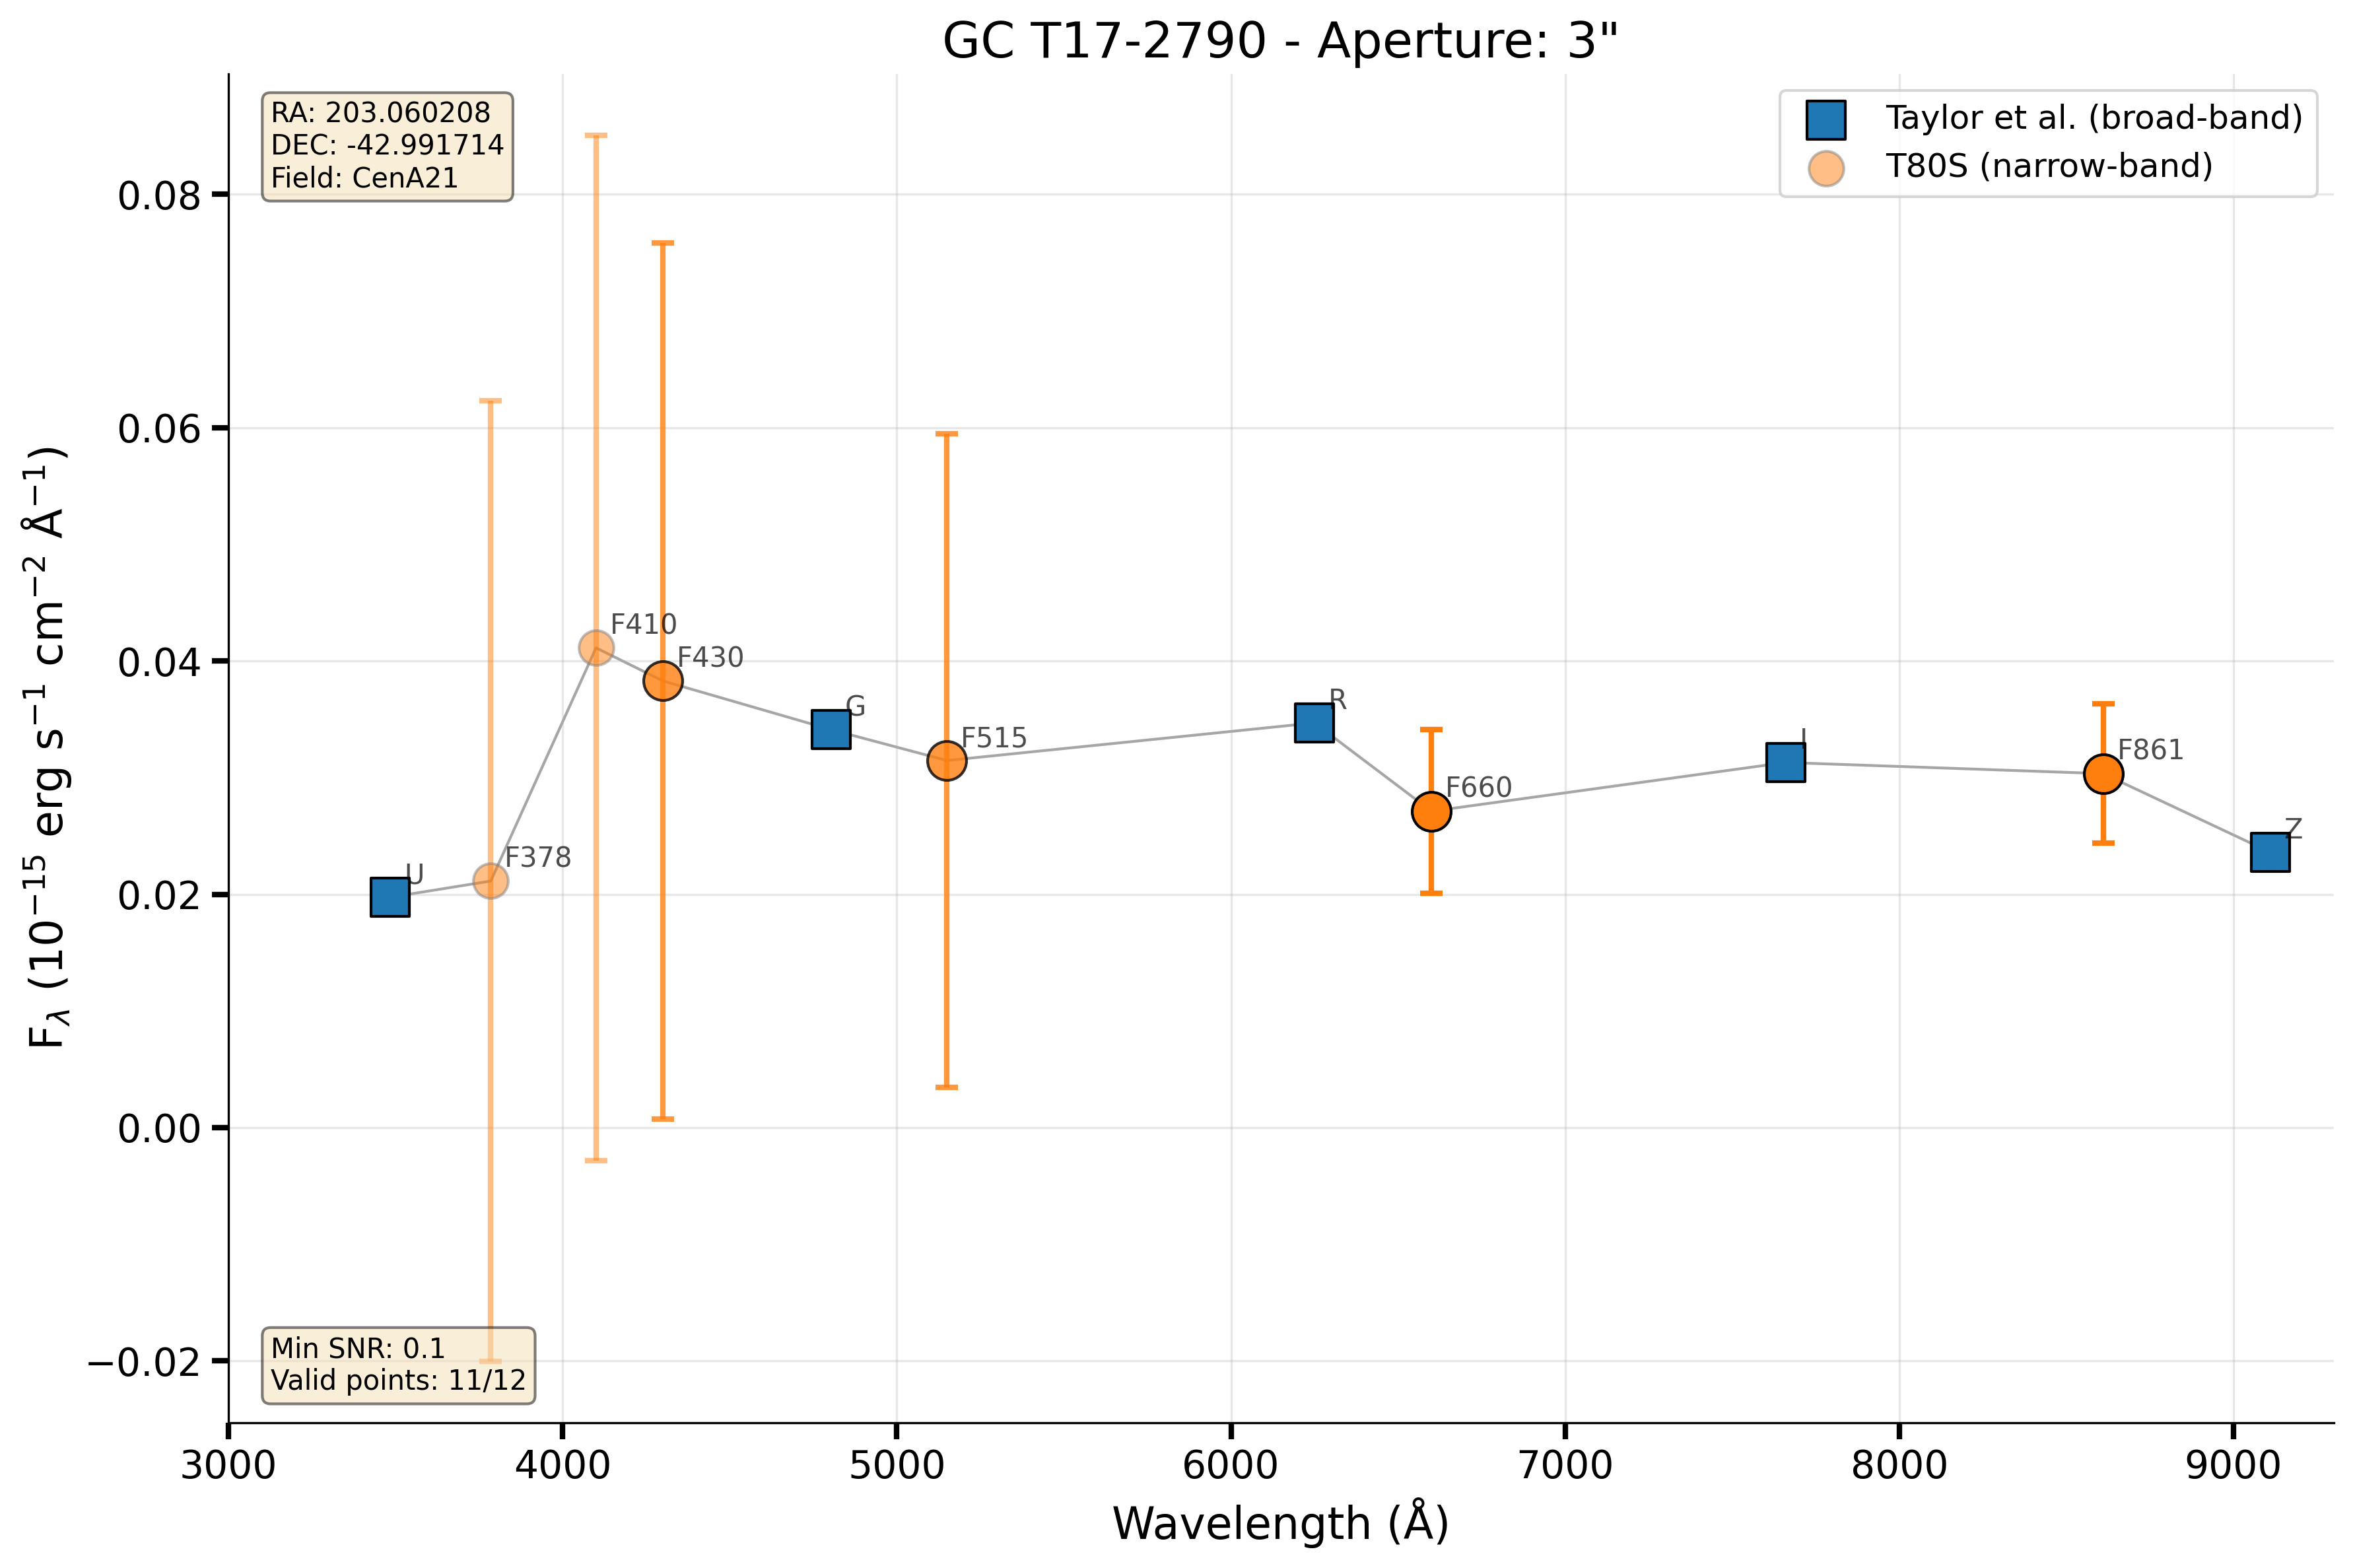 GC T17-2790 - Aperture: 3"
RA: 203.060208
DEC: -42.991714
Field: CenA21
Taylor et al. (broad-band)
T80S (narrow-band)
0.08
0.06
0.04
0.02
0.00
−0.02
F_λ (10⁻¹⁵ erg s⁻¹ cm⁻² Å⁻¹)
U
F378
F410
F430
G
F515
R
F660
I
F861
Z
Min SNR: 0.1
Valid points: 11/12
3000
4000
5000
6000
7000
8000
9000
Wavelength (Å)